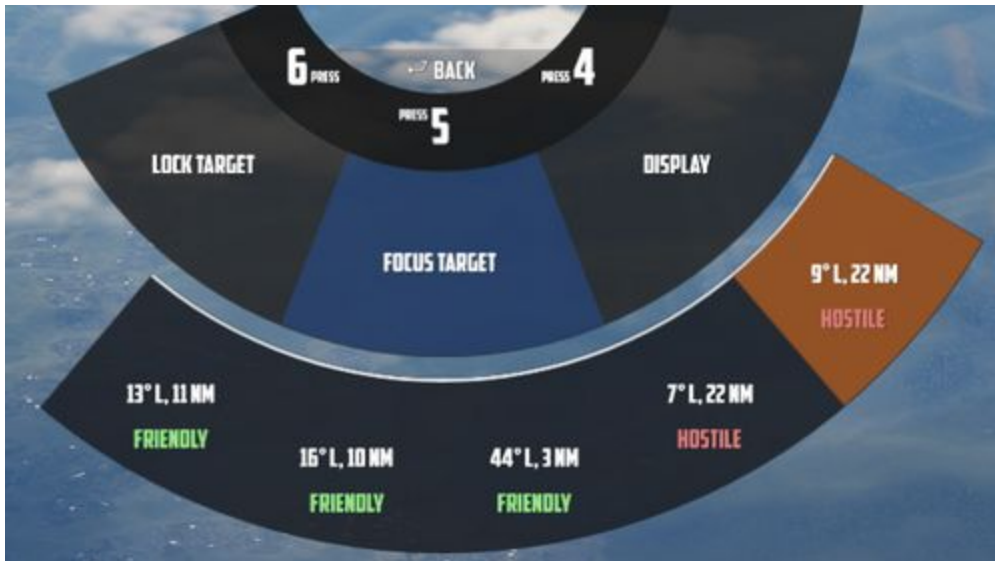 6 PRESS
BACK
PRESS 4
PRESS 5
LOCK TARGET
DISPLAY
FOCUS TARGET
9° L, 22 NM
HOSTILE
13° L, 11 NM
FRIENDLY
7° L, 22 NM
HOSTILE
16° L, 10 NM
FRIENDLY
44° L, 3 NM
FRIENDLY